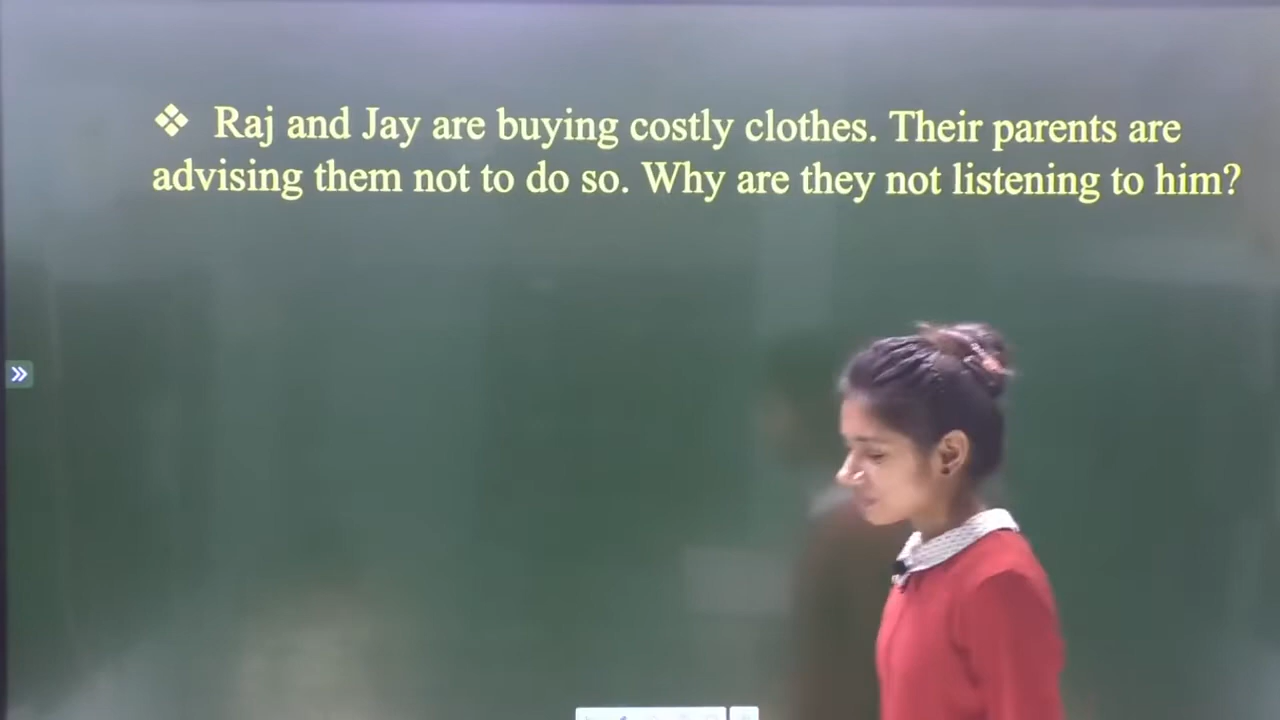 ❖ Raj and Jay are buying costly clothes. Their parents are
advising them not to do so. Why are they not listening to him?